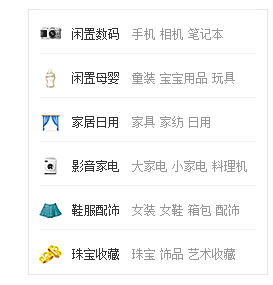 闲置数码 手机 相机 笔记本
闲置母婴 童装 宝宝用品 玩具
家居日用 家具 家纺 日用
影音家电 大家电 小家电 料理机
鞋服配饰 女装 女鞋 箱包 配饰
珠宝收藏 珠宝 饰品 艺术收藏